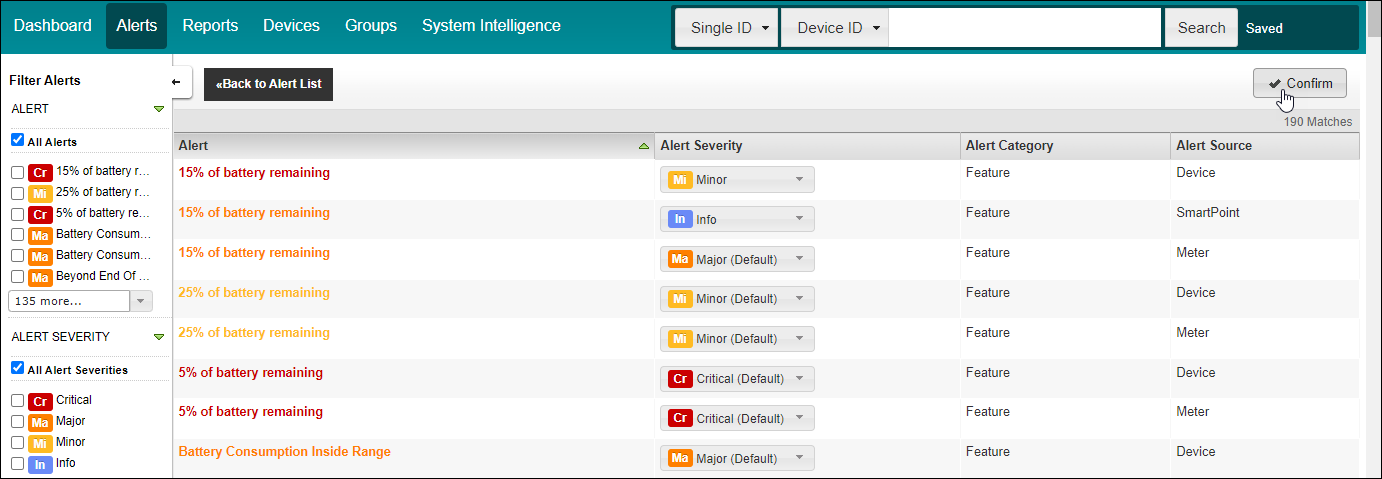 Dashboard Alerts Reports Devices Groups System Intelligence Single ID Device ID Search Saved
Filter Alerts
«Back to Alert List
Confirm
ALERT
190 Matches
All Alerts
Cr 15% of battery r...
Mi 25% of battery r...
Cr 5% of battery re...
Ma Battery Consum...
Ma Battery Consum...
Ma Beyond End Of ...
135 more...
ALERT SEVERITY
All Alert Severities
Cr Critical
Ma Major
Mi Minor
In Info
Alert Alert Severity Alert Category Alert Source
15% of battery remaining Mi Minor Feature Device
15% of battery remaining In Info Feature SmartPoint
15% of battery remaining Ma Major (Default) Feature Meter
25% of battery remaining Mi Minor (Default) Feature Device
25% of battery remaining Mi Minor (Default) Feature Meter
5% of battery remaining Cr Critical (Default) Feature Device
5% of battery remaining Cr Critical (Default) Feature Meter
Battery Consumption Inside Range Ma Major (Default) Feature Device